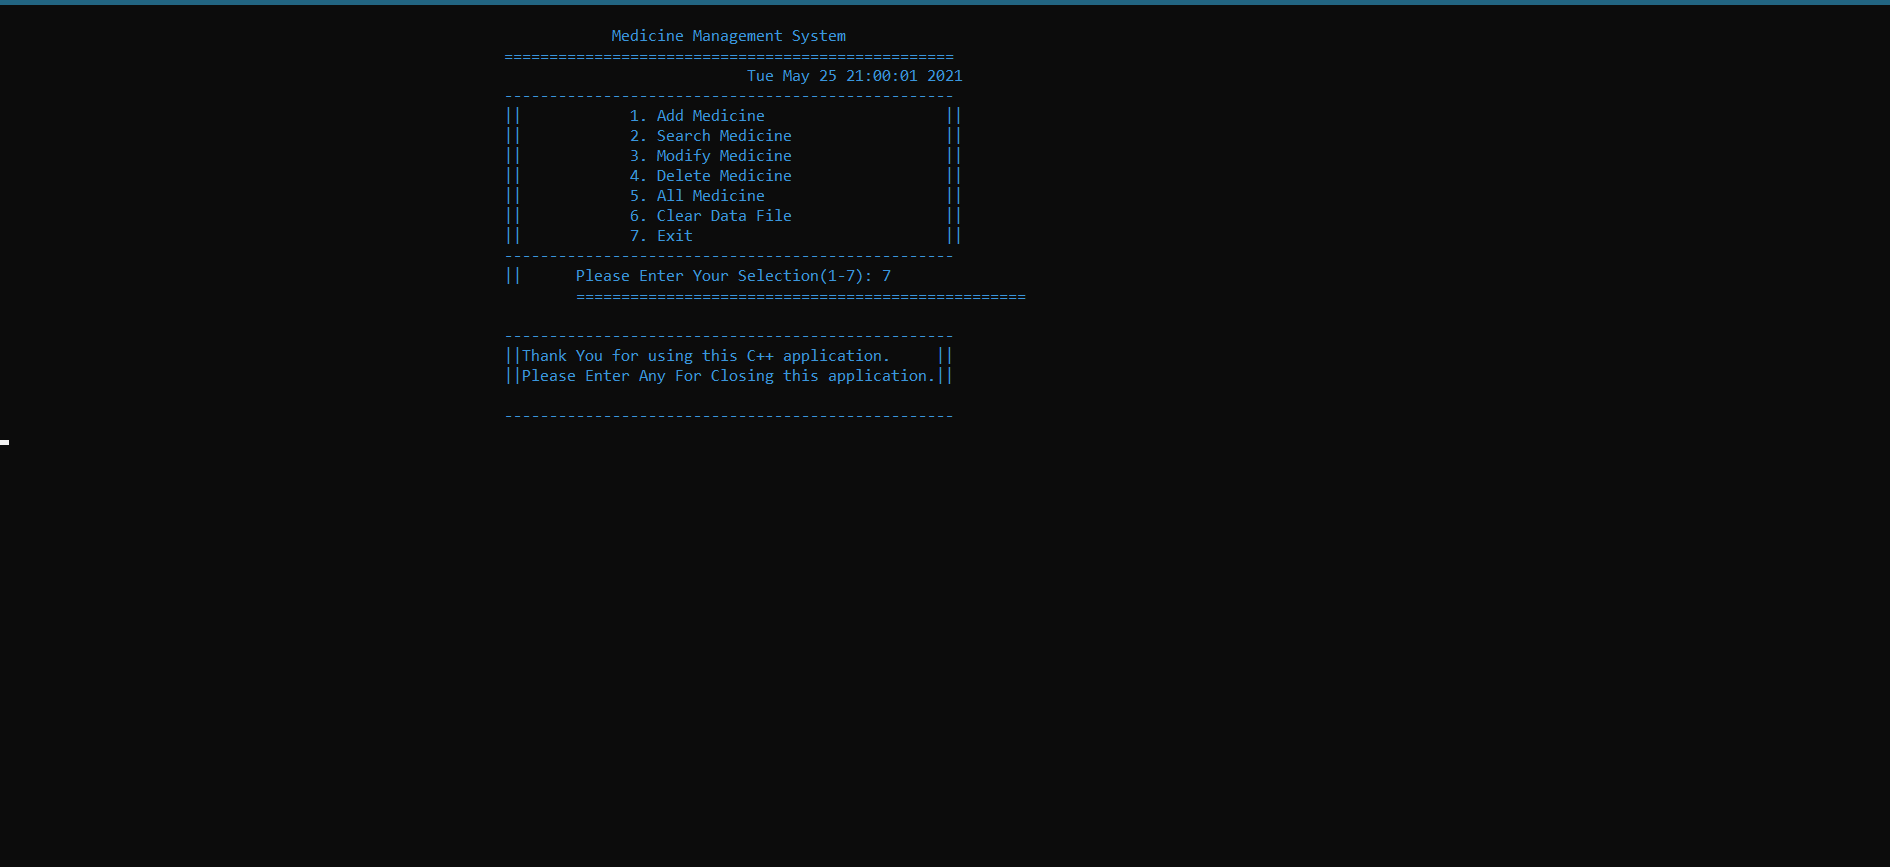 Medicine Management System
==================================================
Tue May 25 21:00:01 2021
--------------------------------------------------
|| 1. Add Medicine ||
|| 2. Search Medicine ||
|| 3. Modify Medicine ||
|| 4. Delete Medicine ||
|| 5. All Medicine ||
|| 6. Clear Data File ||
|| 7. Exit ||
--------------------------------------------------
|| Please Enter Your Selection(1-7): 7
==================================================
--------------------------------------------------
||Thank You for using this C++ application. ||
||Please Enter Any For Closing this application.||
--------------------------------------------------